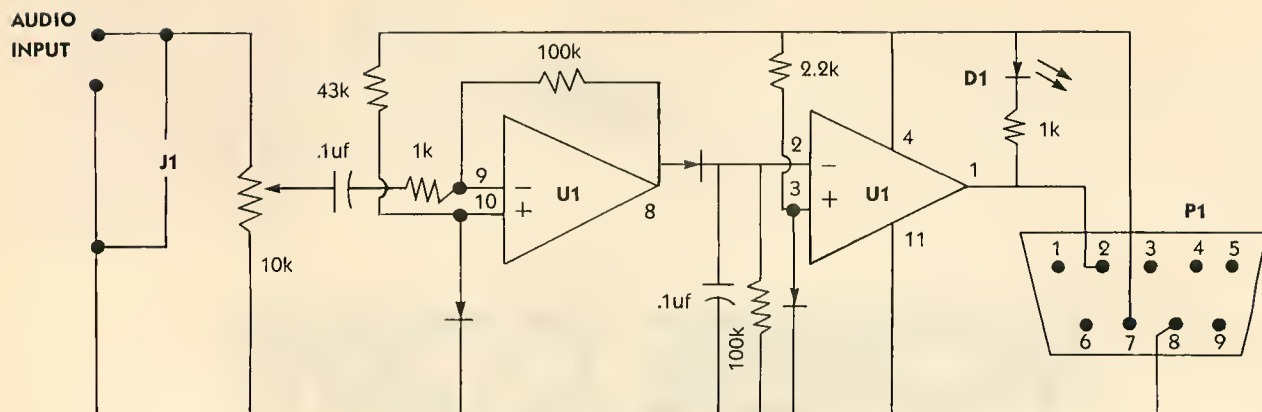 AUDIO
INPUT
J1
10k
43k
.1uf
1k
100k
9
10
−
+
U1
8
2.2k
2
3
−
+
U1
4
1
11
.1uf
100k
D1
1k
P1
1 2 3 4 5
6 7 8 9